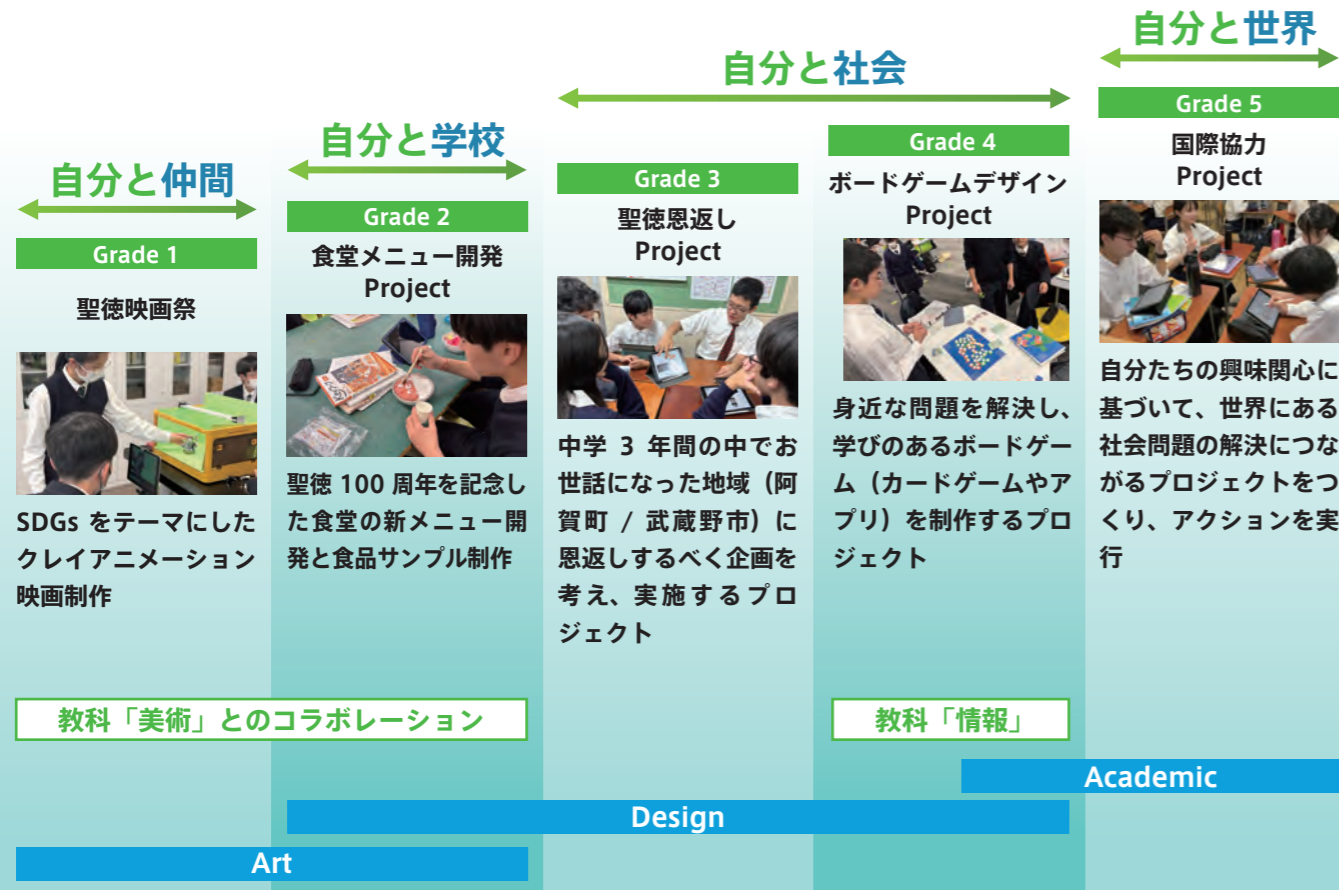 自分と仲間
Grade 1
聖徳映画祭
SDGs をテーマにした
クレイアニメーション
映画制作
自分と学校
Grade 2
食堂メニュー開発
Project
聖徳 100 周年を記念し
た食堂の新メニュー開
発と食品サンプル制作
自分と社会
Grade 3
聖徳恩返し
Project
中学 3 年間の中でお
世話になった地域（阿
賀町 / 武蔵野市）に
恩返しするべく企画を
考え、実施するプロ
ジェクト
Grade 4
ボードゲームデザイン
Project
身近な問題を解決し、
学びのあるボードゲー
ム（カードゲームやア
プリ）を制作するプロ
ジェクト
自分と世界
Grade 5
国際協力
Project
自分たちの興味関心に
基づいて、世界にある
社会問題の解決につな
がるプロジェクトをつ
くり、アクションを実
行
教科「美術」とのコラボレーション
教科「情報」
Academic
Design
Art